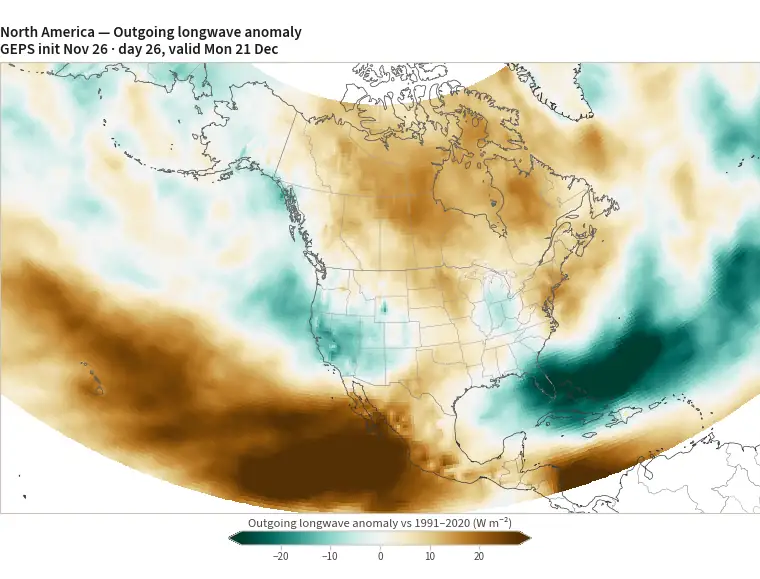 North America — Outgoing longwave anomaly
GEPS init Nov 26 · day 26, valid Mon 21 Dec
Outgoing longwave anomaly vs 1991–2020 (W m⁻²)
−20 −10 0 10 20